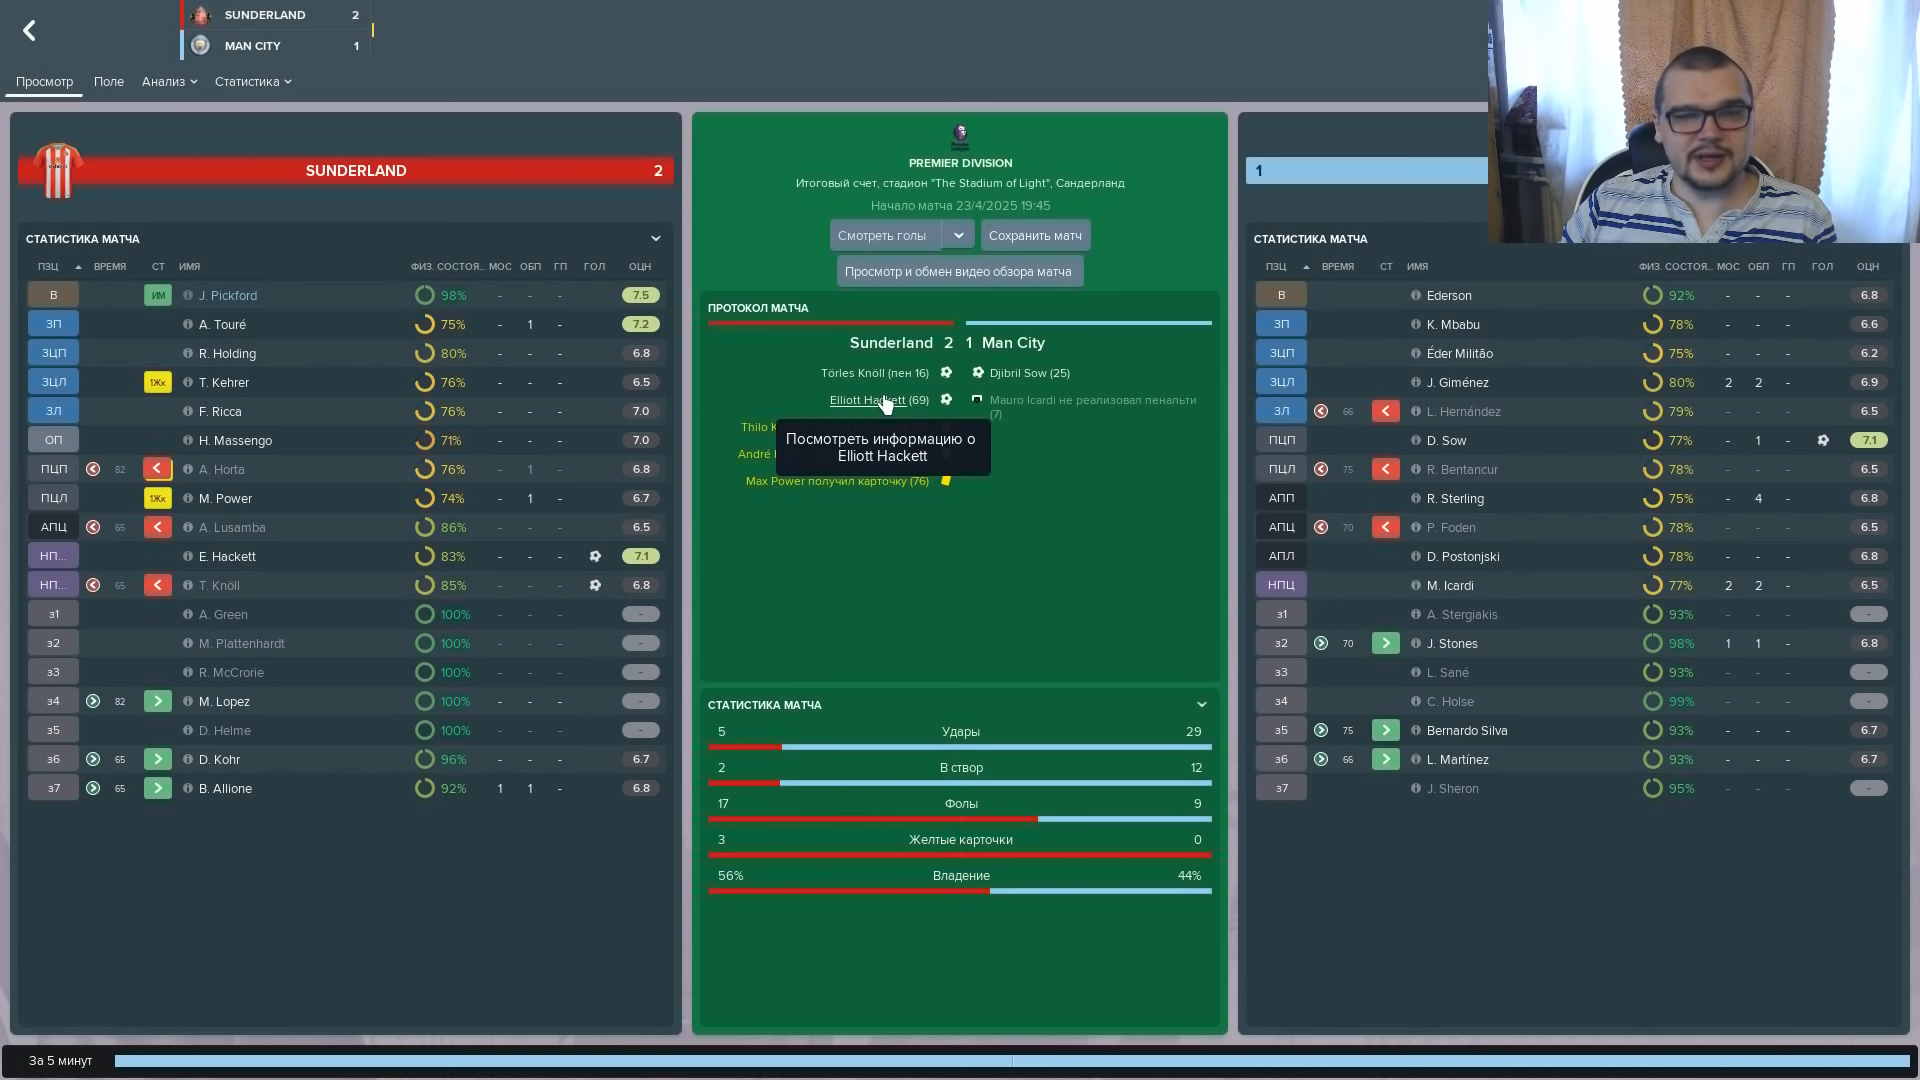 SUNDERLAND 2
MAN CITY 1
Просмотр Поле Анализ Статистика
SUNDERLAND 2
СТАТИСТИКА МАТЧА
ПЗЦ ВРЕМЯ СТ ИМЯ ФИЗ. СОСТОЯ... МОС ОБП ГП ГОЛ ОЦН
В ИМ J. Pickford 98% - - - 7.5
ЗП A. Touré 75% - 1 - 7.2
ЗЦП R. Holding 80% - - - 6.8
ЗЦЛ 1Жк T. Kehrer 76% - - - 6.5
ЗЛ F. Ricca 76% - - - 7.0
ОП H. Massengo 71% - - - 7.0
ПЦП 82 A. Horta 76% - 1 - 6.8
ПЦЛ 1Жк M. Power 74% - 1 - 6.7
АПЦ 65 A. Lusamba 86% - - - 6.5
НП... E. Hackett 83% - - - 7.1
НП... 65 T. Knöll 85% - - - 6.8
з1 A. Green 100% -
з2 M. Plattenhardt 100% -
з3 R. McCrorie 100% -
з4 82 M. Lopez 100% - - - -
з5 D. Helme 100% -
з6 65 D. Kohr 96% - - - 6.7
з7 65 B. Allione 92% 1 1 - 6.8
PREMIER DIVISION
Итоговый счет, стадион "The Stadium of Light", Сандерланд
Начало матча 23/4/2025 19:45
Смотреть голы Сохранить матч
Просмотр и обмен видео обзора матча
ПРОТОКОЛ МАТЧА
Sunderland 2 1 Man City
Törles Knöll (пен 16) Djibril Sow (25)
Elliott Hackett (69) Mauro Icardi не реализовал пенальти
(7)
Thilo
André
Посмотреть информацию о
Elliott Hackett
Max Power получил карточку (76)
СТАТИСТИКА МАТЧА
5 Удары 29
2 В створ 12
17 Фолы 9
3 Желтые карточки 0
56% Владение 44%
1
СТАТИСТИКА МАТЧА
ПЗЦ ВРЕМЯ СТ ИМЯ ФИЗ. СОСТОЯ... МОС ОБП ГП ГОЛ ОЦН
В Ederson 92% - - - 6.8
ЗП K. Mbabu 78% - - - 6.6
ЗЦП Éder Militão 75% - - - 6.2
ЗЦЛ J. Giménez 80% 2 2 - 6.9
ЗЛ 66 L. Hernández 79% - - - 6.5
ПЦП D. Sow 77% - 1 - 7.1
ПЦЛ 75 R. Bentancur 78% - - - 6.5
АПП R. Sterling 75% - 4 - 6.8
АПЦ 70 P. Foden 78% - - - 6.5
АПЛ D. Postonjski 78% - - - 6.8
НПЦ M. Icardi 77% 2 2 - 6.5
з1 A. Stergiakis 93% - - - -
з2 70 J. Stones 98% 1 1 - 6.8
з3 L. Sané 93% - - - -
з4 C. Holse 99% - - - -
з5 75 Bernardo Silva 93% - - - 6.7
з6 66 L. Martínez 93% - - - 6.7
з7 J. Sheron 95% - - - -
За 5 минут